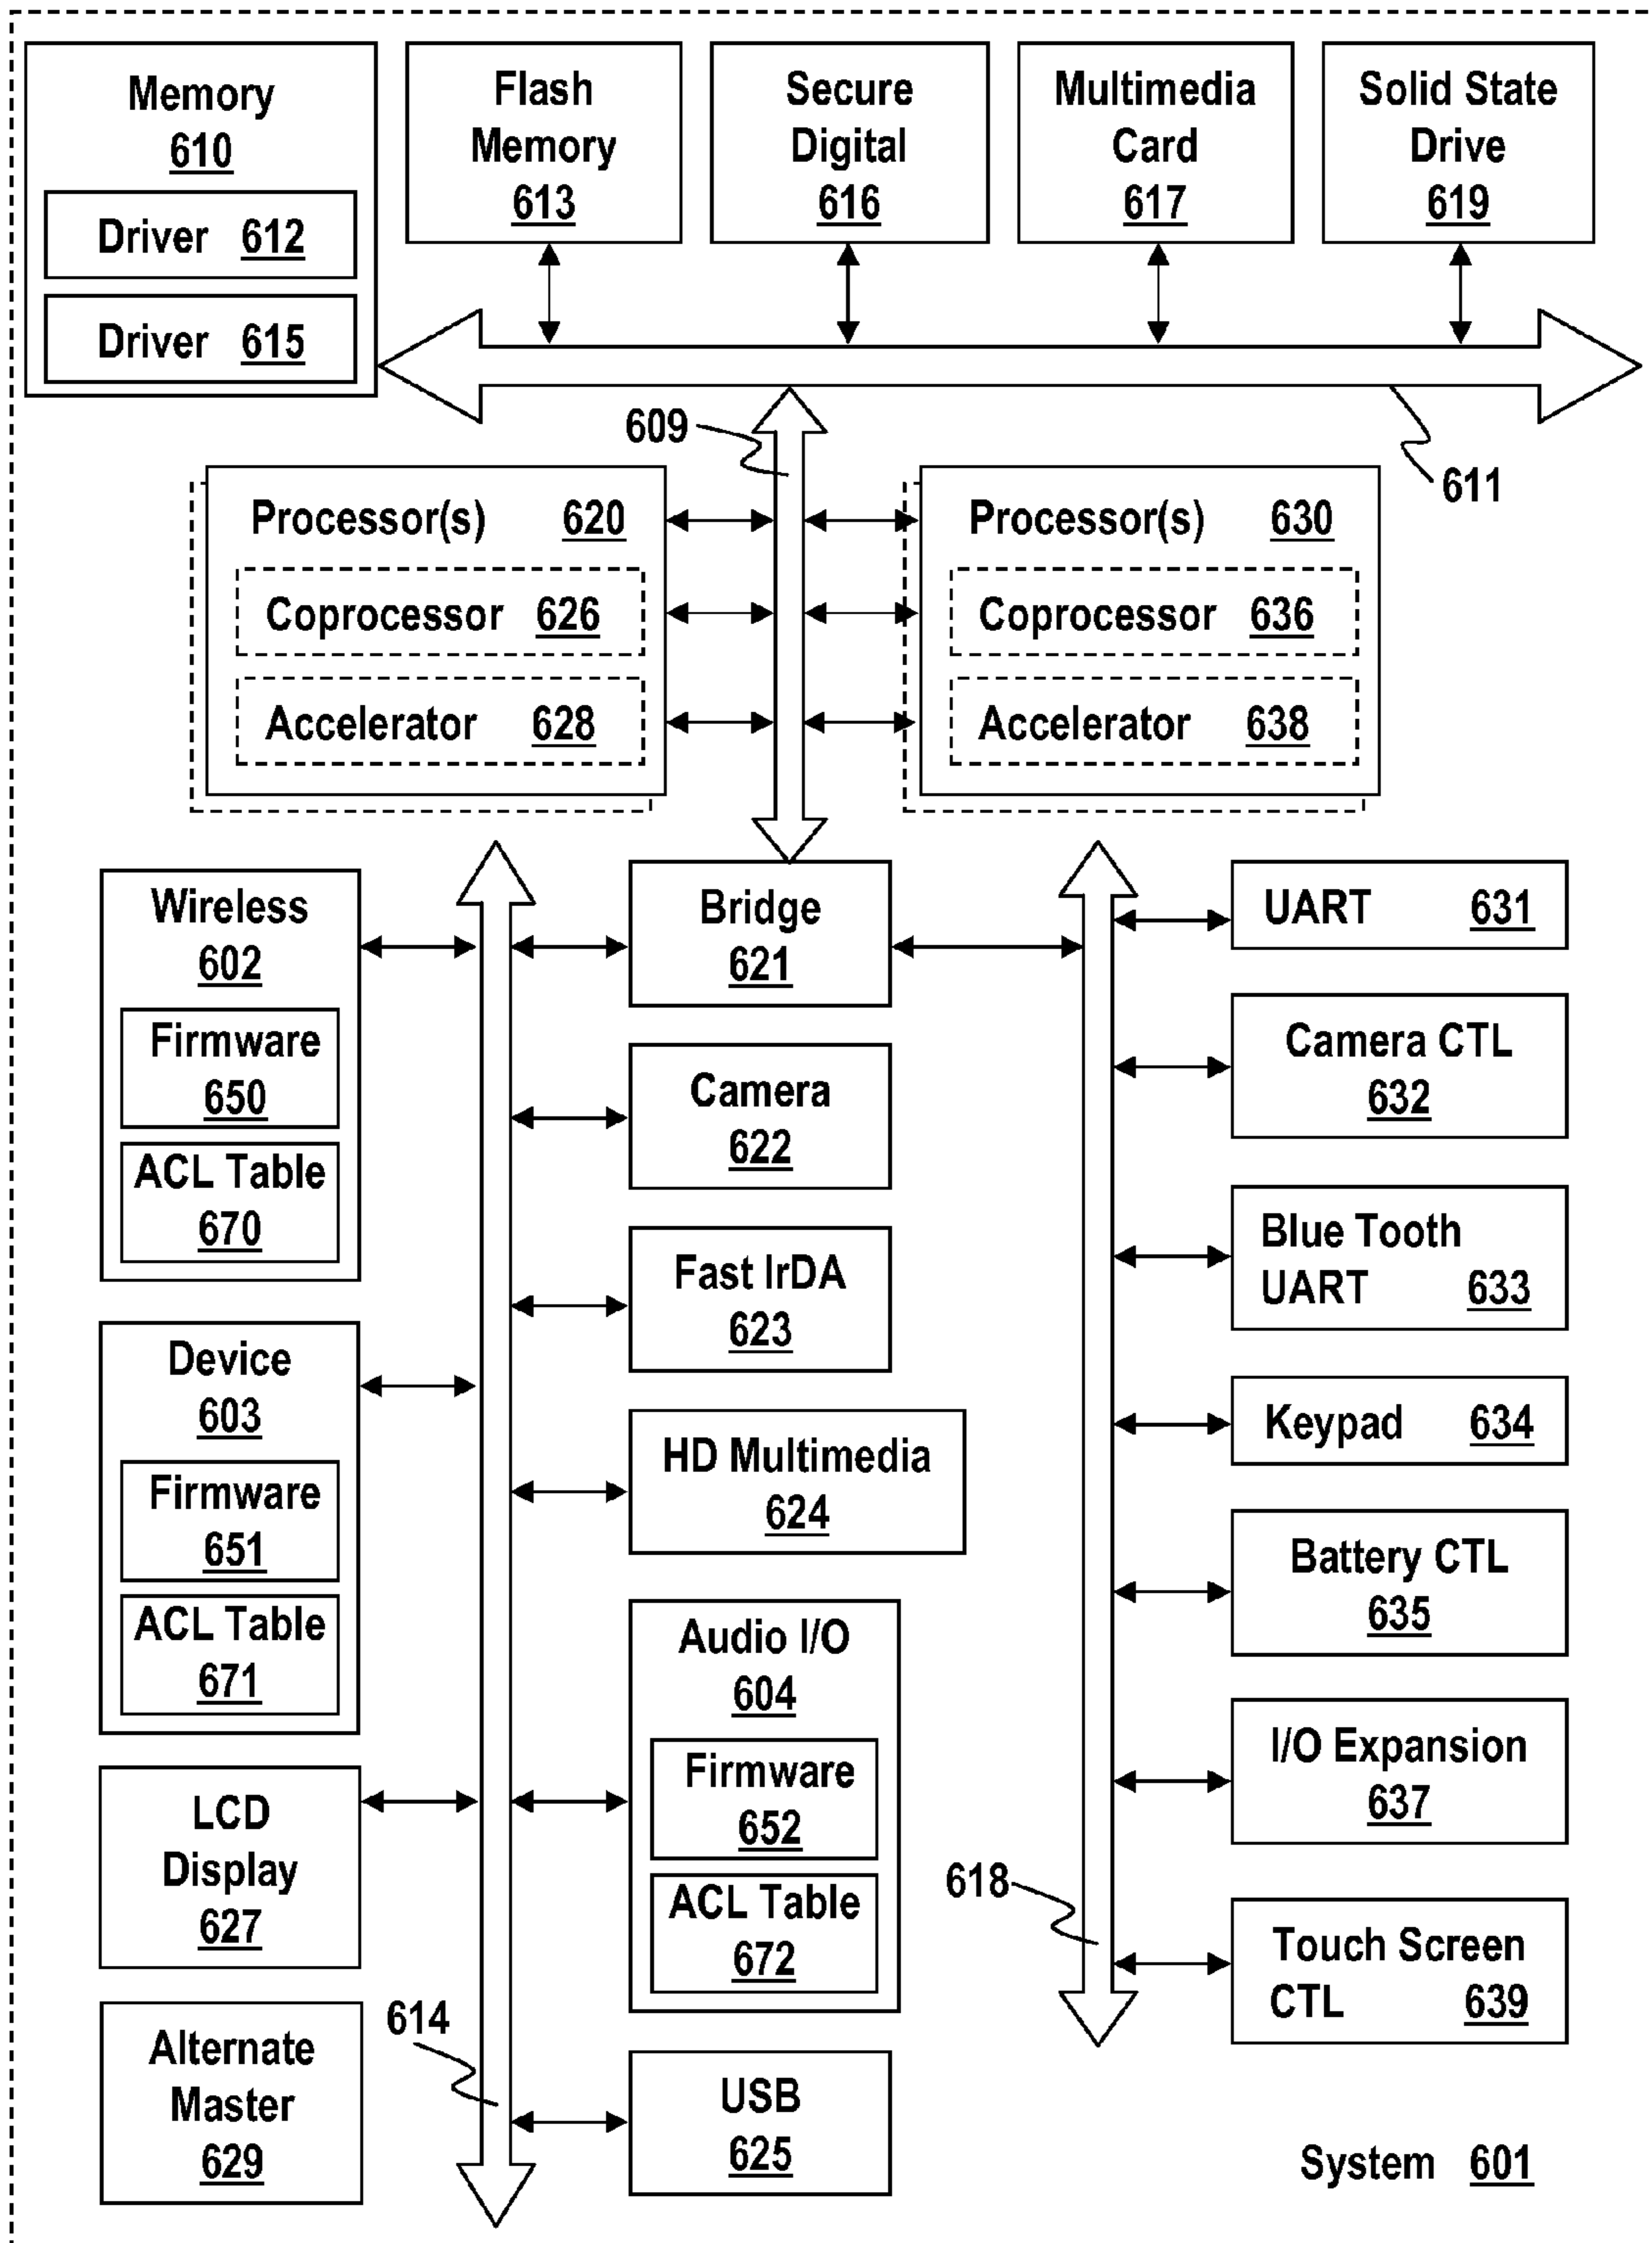 Memory
610
Driver 612
Driver 615
Flash
Memory
613
Secure
Digital
616
Multimedia
Card
617
Solid State
Drive
619
609
611
Processor(s) 620
Coprocessor 626
Accelerator 628
Processor(s) 630
Coprocessor 636
Accelerator 638
Wireless
602
Firmware
650
ACL Table
670
Device
603
Firmware
651
ACL Table
671
LCD
Display
627
Alternate
Master
629
614
Bridge
621
Camera
622
Fast IrDA
623
HD Multimedia
624
Audio I/O
604
Firmware
652
ACL Table
672
USB
625
618
UART 631
Camera CTL
632
Blue Tooth
UART 633
Keypad 634
Battery CTL
635
I/O Expansion
637
Touch Screen
CTL 639
System 601